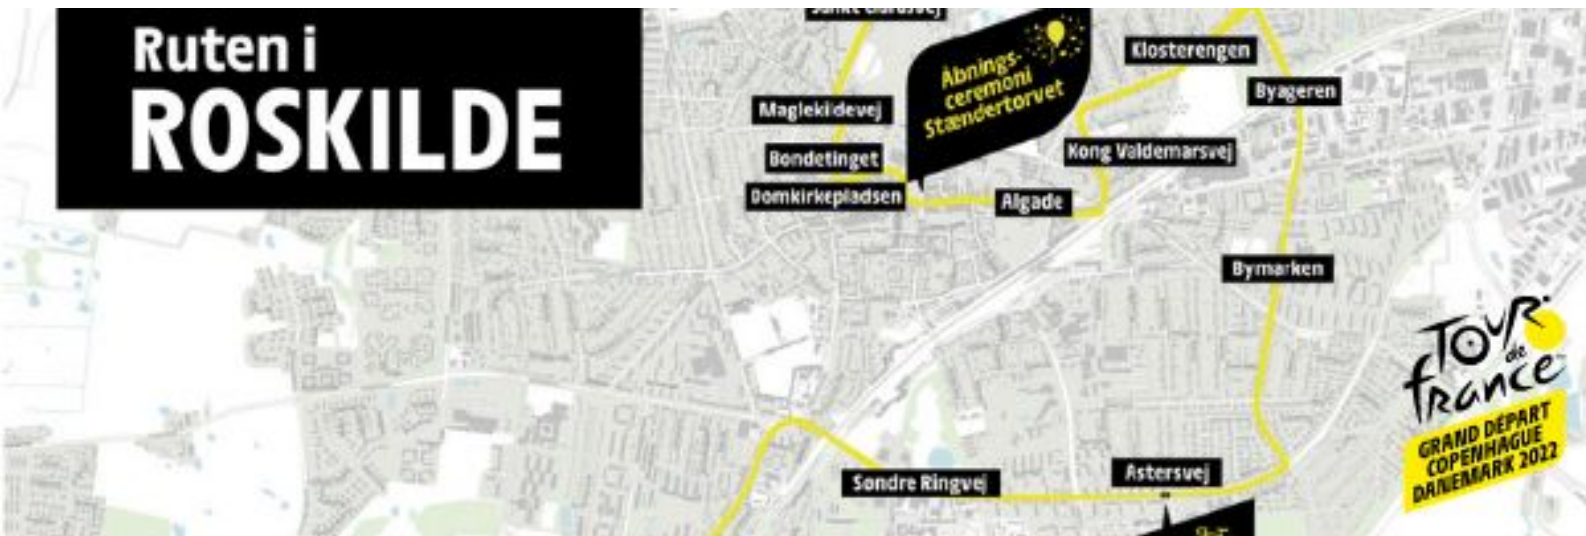 Ruten i
ROSKILDE
Åbnings-
ceremoni
Stændertorvet
Klosterengen
Byageren
Maglekildevej
Kong Valdemarsvej
Bondetinget
Domkirkepladsen
Algade
Bymarken
TOUR
de
france
GRAND DÉPART
COPENHAGUE
DANEMARK 2022
Astersvej
Søndre Ringvej